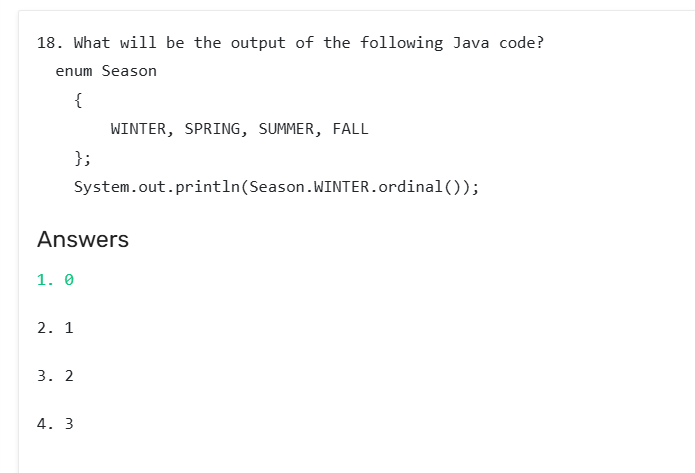 18. What will be the output of the following Java code?
enum Season
{
WINTER, SPRING, SUMMER, FALL
};
System.out.println(Season.WINTER.ordinal());
Answers
1. 0
2. 1
3. 2
4. 3